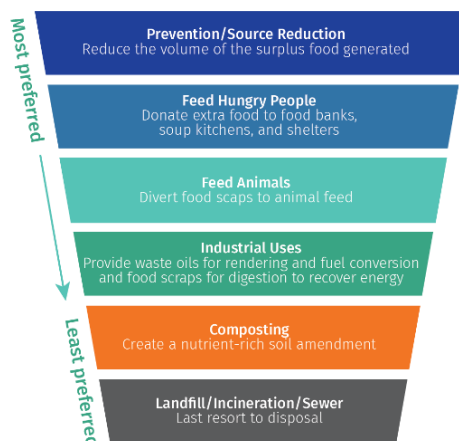 Most preferred
Prevention/Source Reduction
Reduce the volume of the surplus food generated
Feed Hungry People
Donate extra food to food banks,
soup kitchens, and shelters
Feed Animals
Divert food scaps to animal feed
Industrial Uses
Provide waste oils for rendering and fuel conversion
and food scraps for digestion to recover energy
Composting
Create a nutrient-rich soil amendment
Least preferred
Landfill/Incineration/Sewer
Last resort to disposal